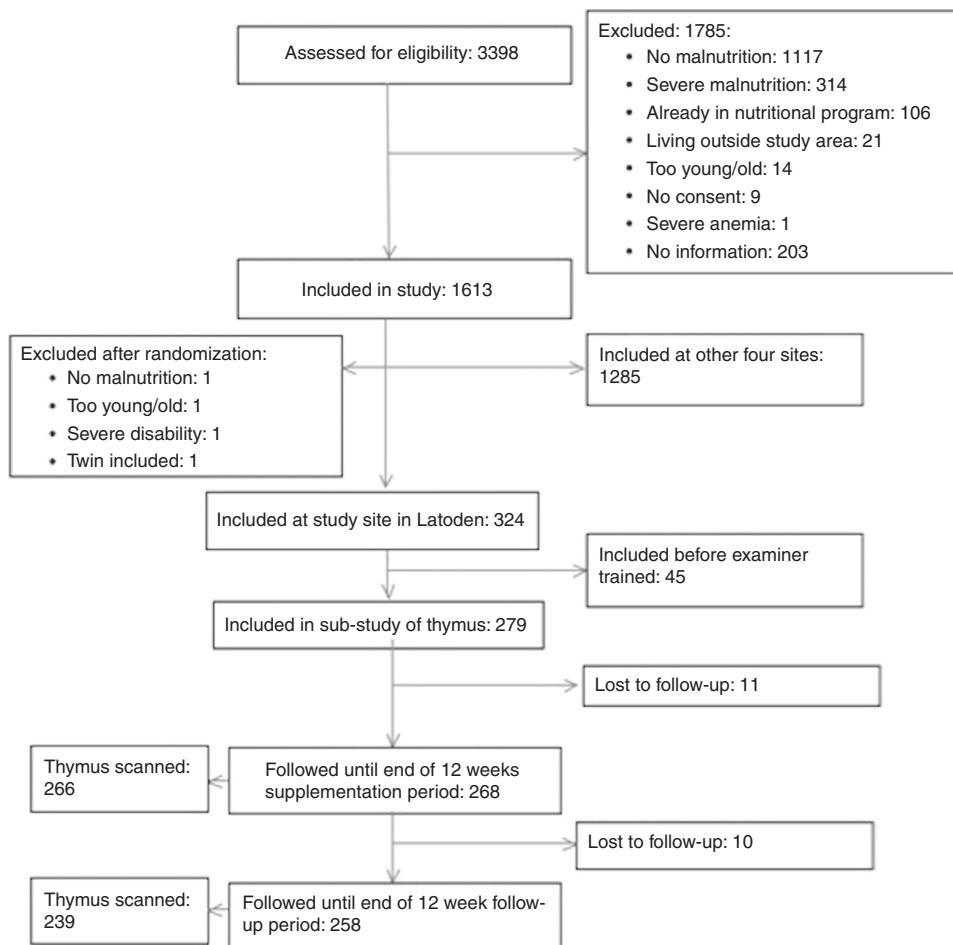 Assessed for eligibility: 3398
Excluded: 1785:
• No malnutrition: 1117
• Severe malnutrition: 314
• Already in nutritional program: 106
• Living outside study area: 21
• Too young/old: 14
• No consent: 9
• Severe anemia: 1
• No information: 203
Included in study: 1613
Excluded after randomization:
• No malnutrition: 1
• Too young/old: 1
• Severe disability: 1
• Twin included: 1
Included at other four sites:
1285
Included at study site in Latoden: 324
Included before examiner
trained: 45
Included in sub-study of thymus: 279
Lost to follow-up: 11
Thymus scanned:
266
Followed until end of 12 weeks
supplementation period: 268
Lost to follow-up: 10
Thymus scanned:
239
Followed until end of 12 week follow-
up period: 258